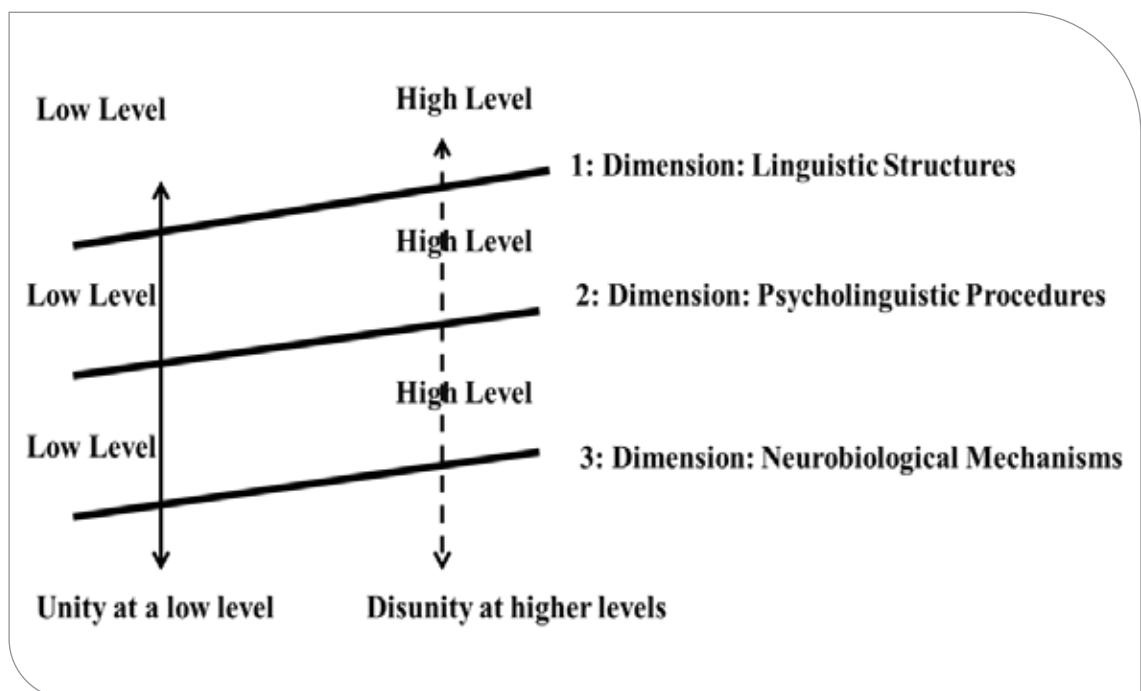 Low Level
High Level
1: Dimension: Linguistic Structures
High Level
Low Level
2: Dimension: Psycholinguistic Procedures
High Level
Low Level
3: Dimension: Neurobiological Mechanisms
Unity at a low level
Disunity at higher levels